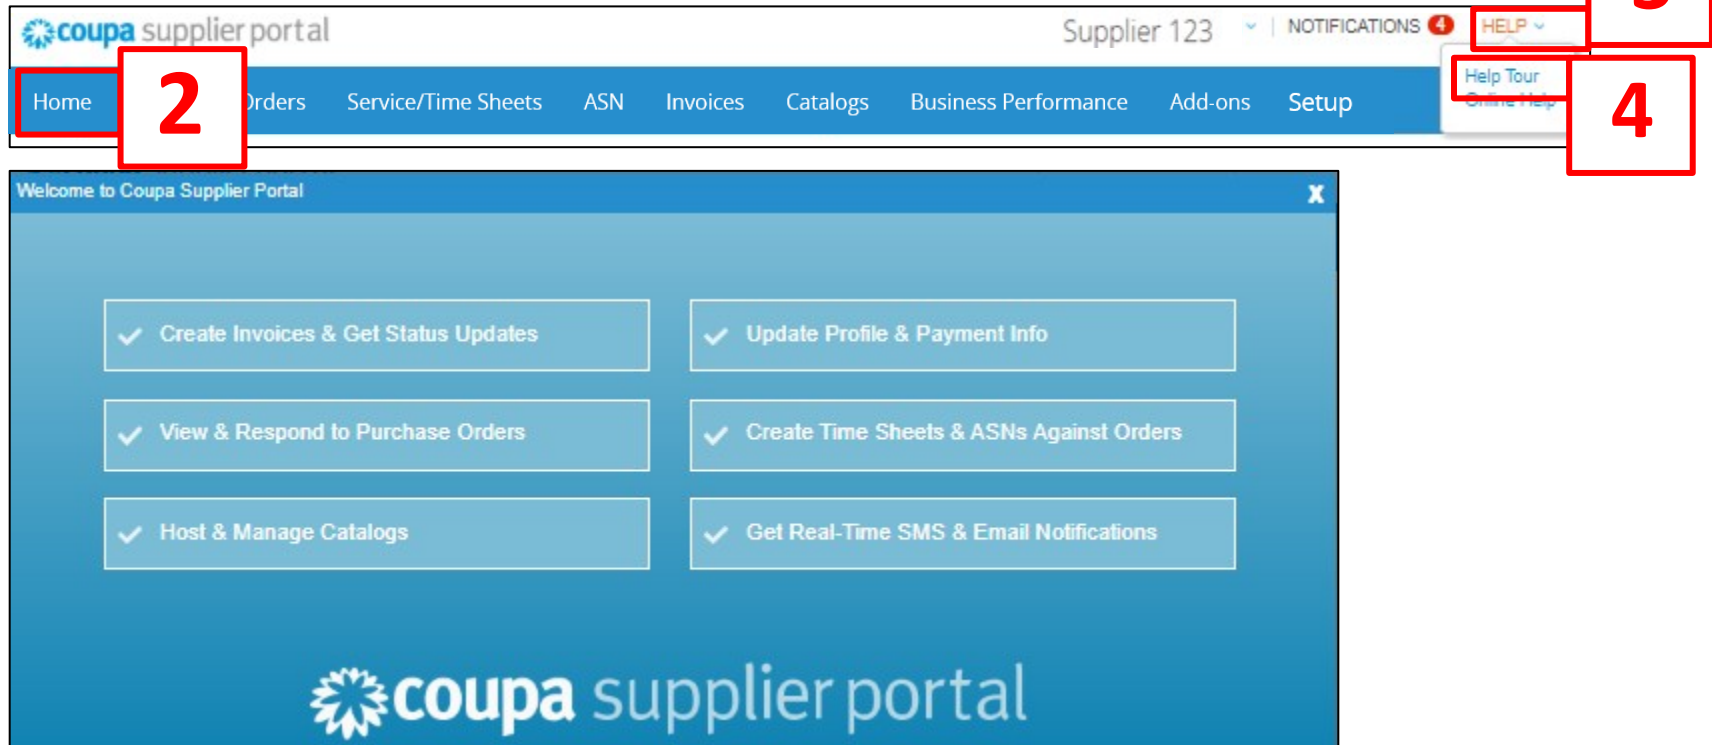 coupa supplier portal
Supplier 123 | NOTIFICATIONS 4 HELP
Home 2 Orders Service/Time Sheets ASN Invoices Catalogs Business Performance Add-ons Setup
Help Tour
Online Help
4
Welcome to Coupa Supplier Portal X
Create Invoices & Get Status Updates
Update Profile & Payment Info
View & Respond to Purchase Orders
Create Time Sheets & ASNs Against Orders
Host & Manage Catalogs
Get Real-Time SMS & Email Notifications
coupa supplier portal